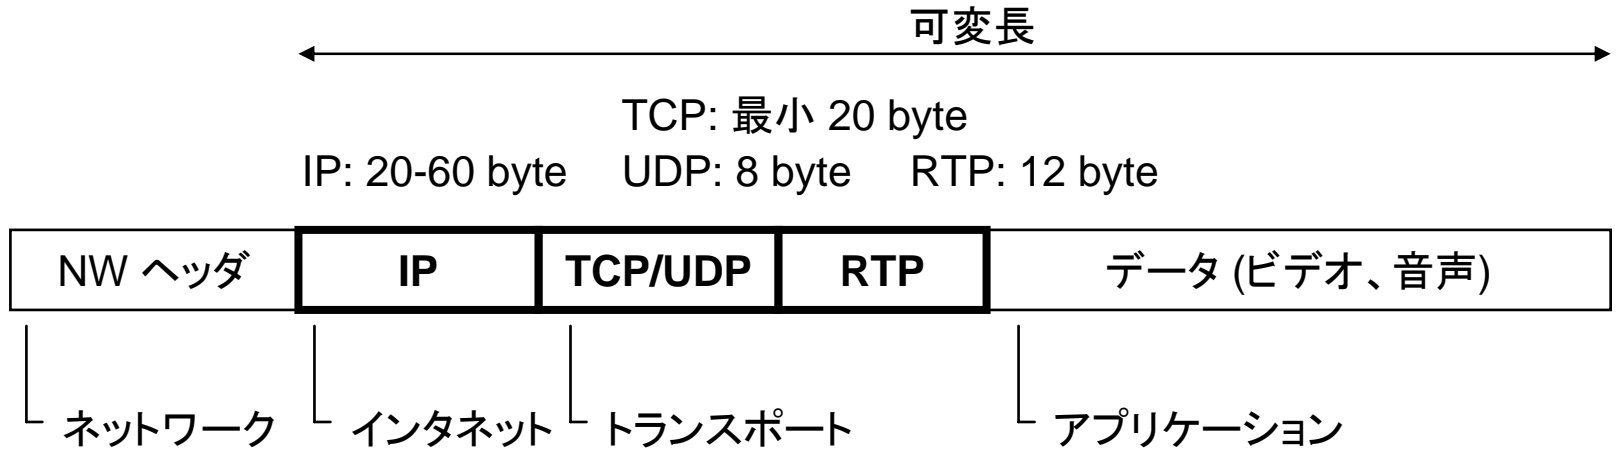 可変長
TCP: 最小 20 byte
IP: 20-60 byte UDP: 8 byte RTP: 12 byte
NW ヘッダ IP TCP/UDP RTP データ (ビデオ、音声)
ネットワーク インタネット トランスポート アプリケーション